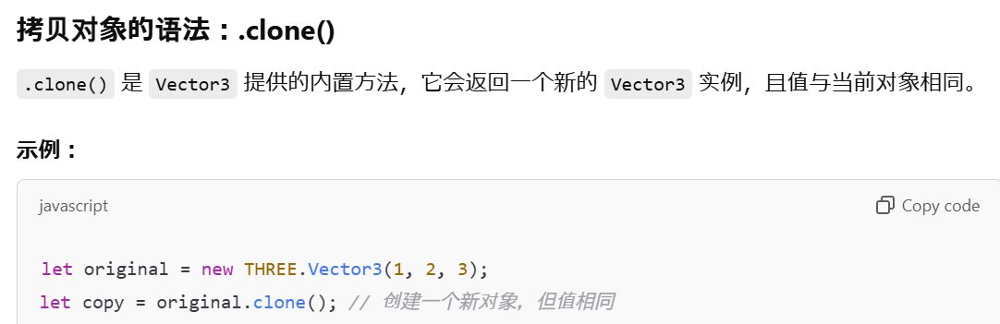 拷贝对象的语法：.clone()
.clone() 是 Vector3 提供的内置方法，它会返回一个新的 Vector3 实例，且值与当前对象相同。
示例：
javascript
Copy code
let original = new THREE.Vector3(1, 2, 3);
let copy = original.clone(); // 创建一个新对象，但值相同